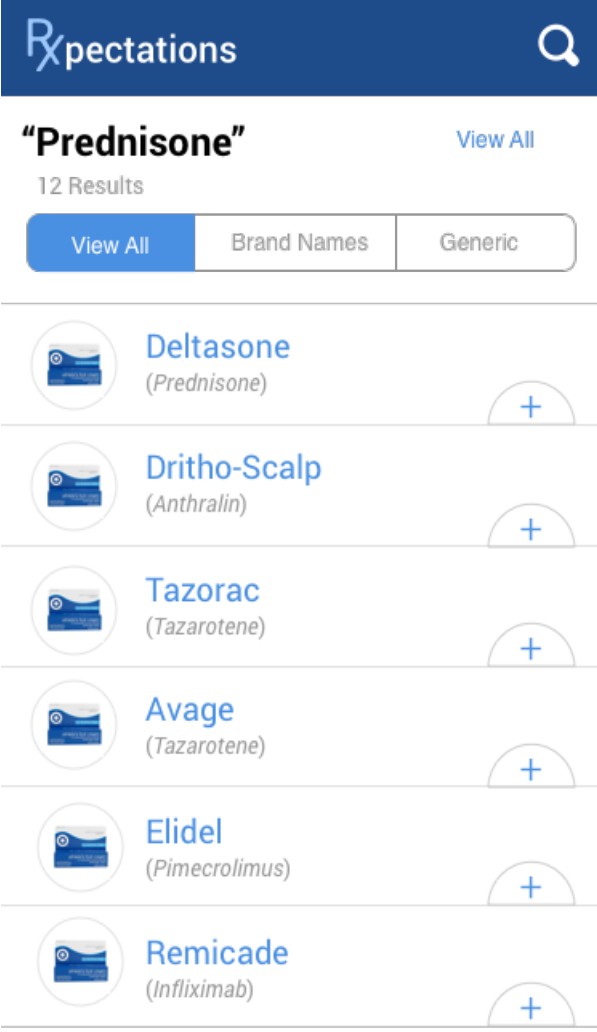 Rxpectations
“Prednisone”
View All
12 Results
View All
Brand Names
Generic
Deltasone
(Prednisone)
+
Dritho-Scalp
(Anthralin)
+
Tazorac
(Tazarotene)
+
Avage
(Tazarotene)
+
Elidel
(Pimecrolimus)
+
Remicade
(Infliximab)
+